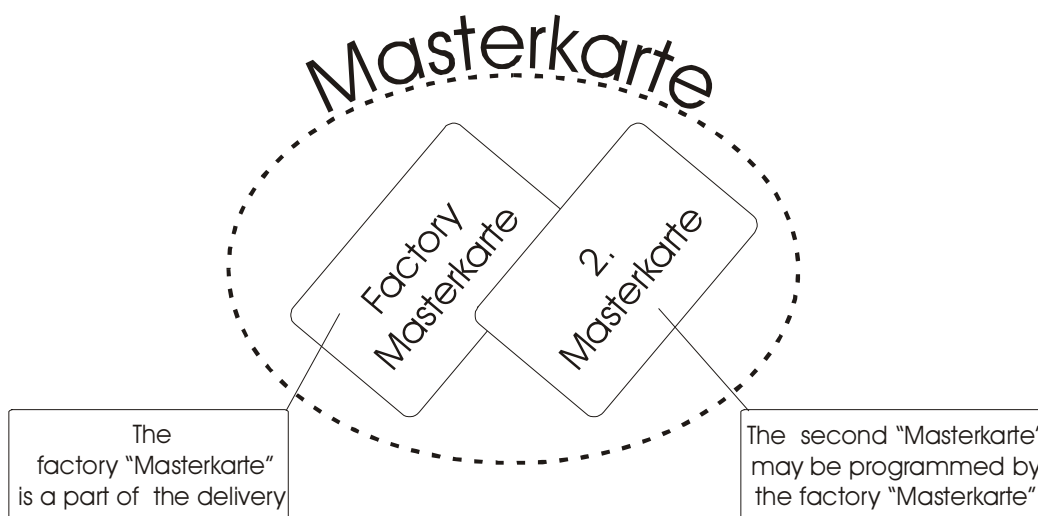 Masterkarte
Factory
Masterkarte
2.
Masterkarte
The
factory “Masterkarte”
is a part of the delivery
The second “Masterkarte”
may be programmed by
the factory “Masterkarte”